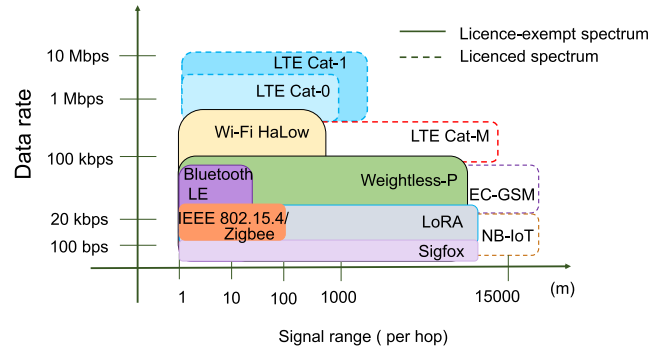 Licence-exempt spectrum
Licenced spectrum
Data rate
10 Mbps
1 Mbps
100 kbps
20 kbps
100 bps
LTE Cat-1
LTE Cat-0
Wi-Fi HaLow
LTE Cat-M
Bluetooth
LE
Weightless-P
EC-GSM
IEEE 802.15.4/
Zigbee
LoRA
NB-IoT
Sigfox
1
10
100
1000
15000
(m)
Signal range ( per hop)